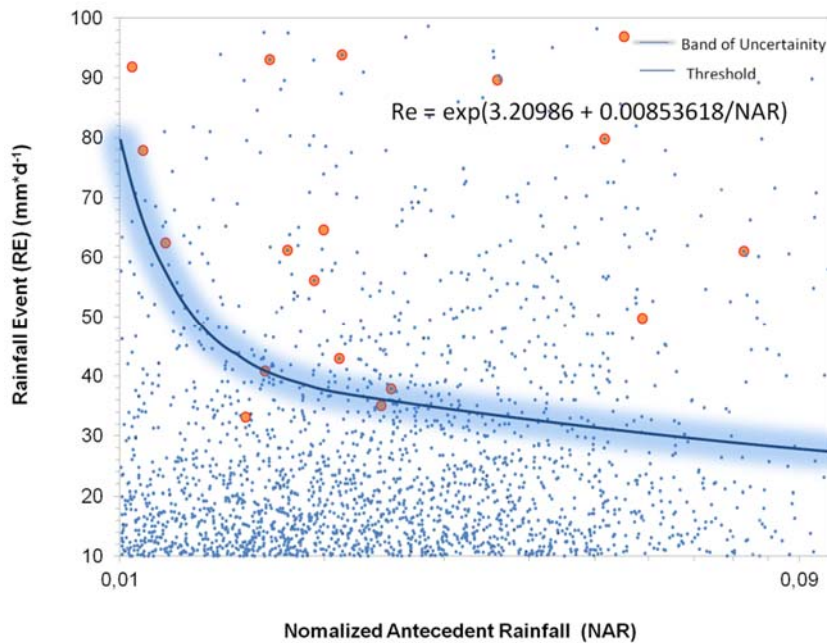 100
90
80
70
60
50
40
30
20
10
Rainfall Event (RE) (mm*d-1)
Band of Uncertainity
Threshold
Re = exp(3.20986 + 0.00853618/NAR)
0,01
0,09
Nomalized Antecedent Rainfall (NAR)